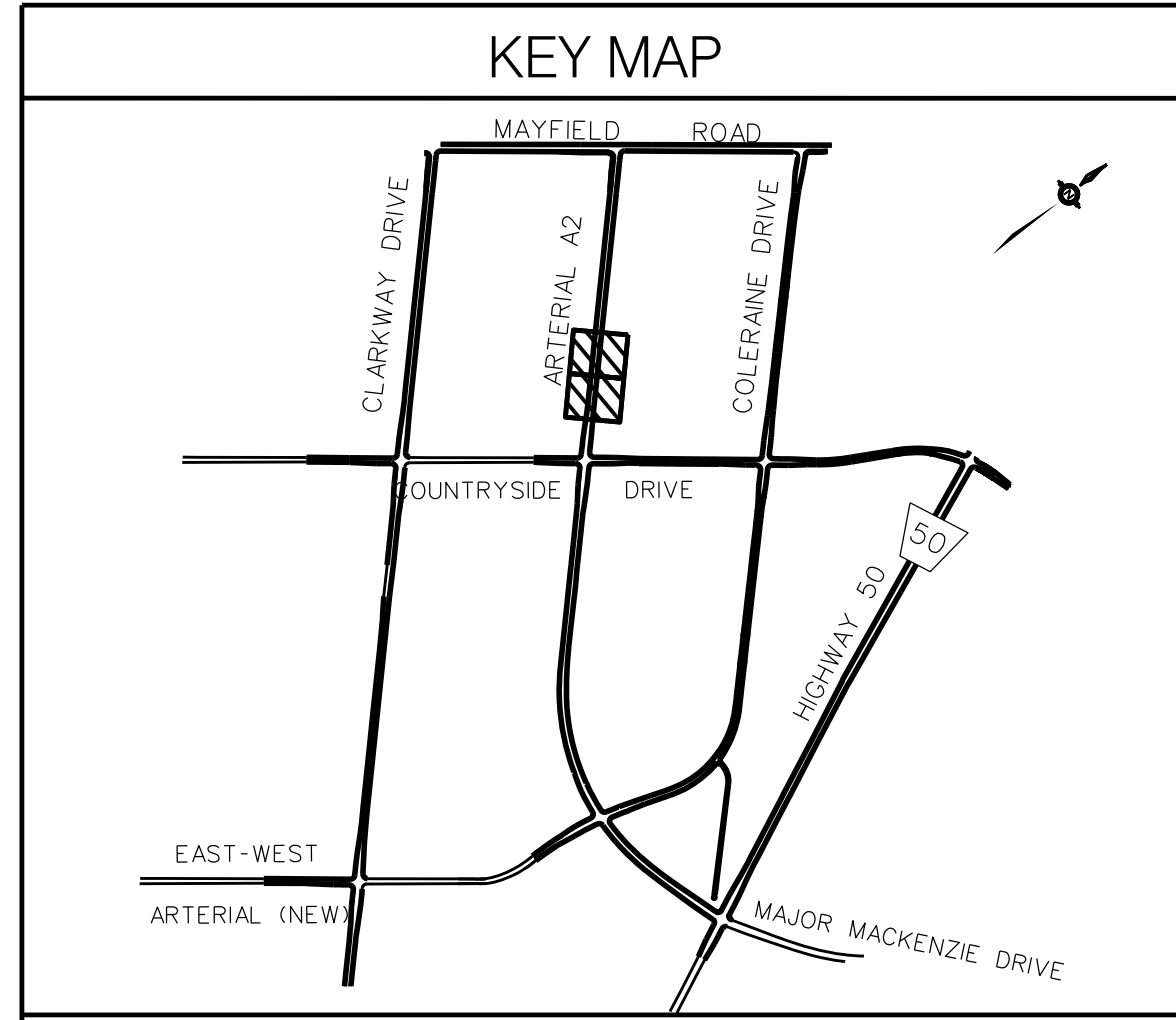 KEY MAP
MAYFIELD ROAD
N
CLARKWAY DRIVE
ARTERIAL A2
COLERAINE DRIVE
COUNTRYSIDE DRIVE
50
HIGHWAY 50
EAST-WEST
ARTERIAL (NEW)
MAJOR MACKENZIE DRIVE